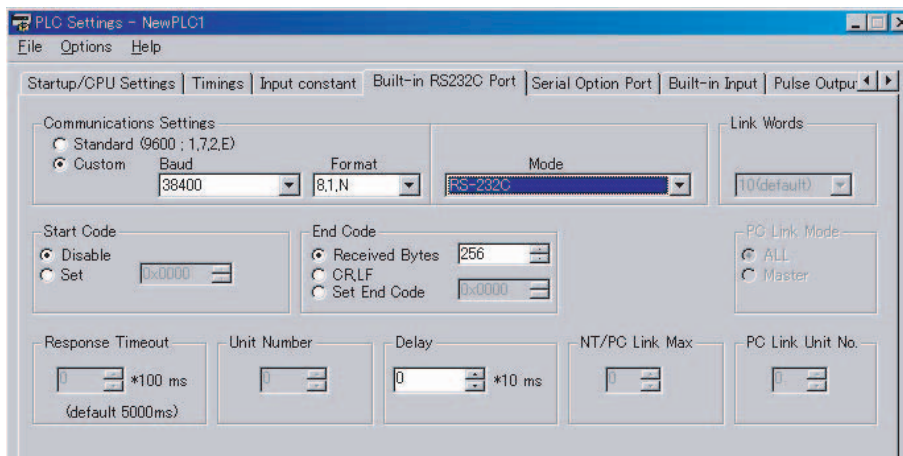 PLC Settings - NewPLC1
File Options Help
Startup/CPU Settings Timings Input constant Built-in RS232C Port Serial Option Port Built-in Input Pulse Outpu
Communications Settings
Link Words
Standard (9600 ; 1,7,2,E)
Custom Baud Format Mode
38400 8,1,N RS-232C 10(default)
Start Code End Code PC Link Mode
Disable Received Bytes 256 ALL
Set 0x0000 CR,LF Master
Set End Code 0x0000
Response Timeout Unit Number Delay NT/PC Link Max PC Link Unit No.
0 *100 ms 0 0 *10 ms 0 0
(default 5000ms)